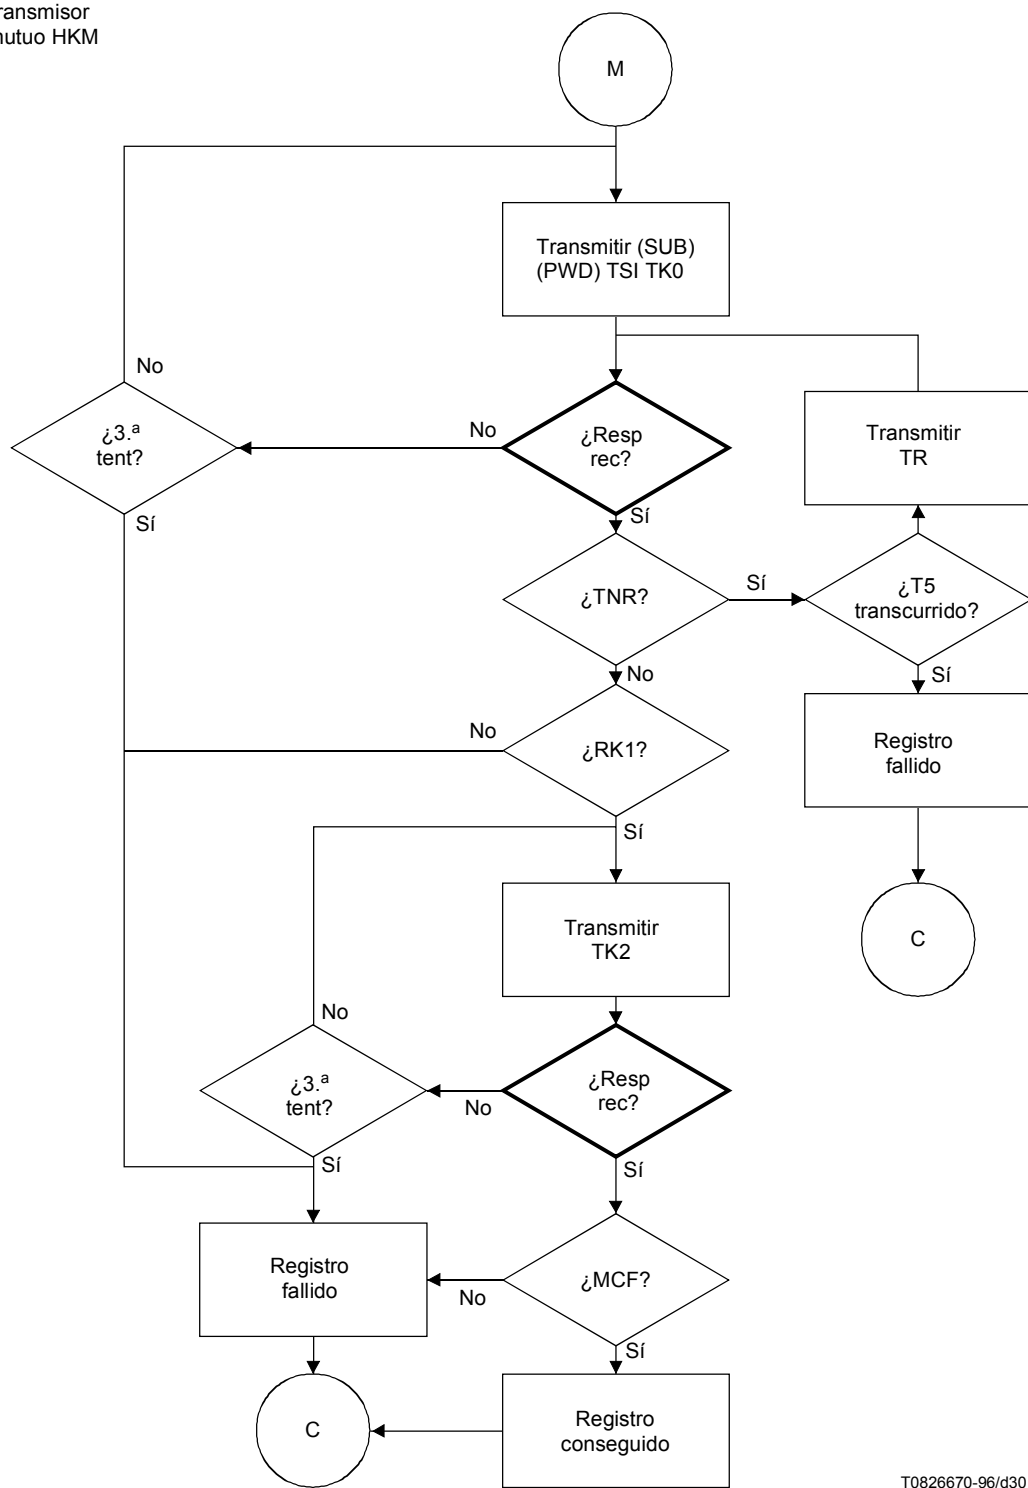 ransmisor
nutuo HKM
M
Transmitir (SUB)
(PWD) TSI TK0
No
¿3.ª
tent?
No
¿Resp
rec?
Transmitir
TR
Sí
Sí
¿TNR?
Sí
¿T5
transcurrido?
No
Sí
No
¿RK1?
Registro
fallido
Sí
Transmitir
TK2
C
No
¿3.ª
tent?
No
¿Resp
rec?
Sí
Sí
Registro
fallido
No
¿MCF?
Sí
C
Registro
conseguido
T0826670-96/d30